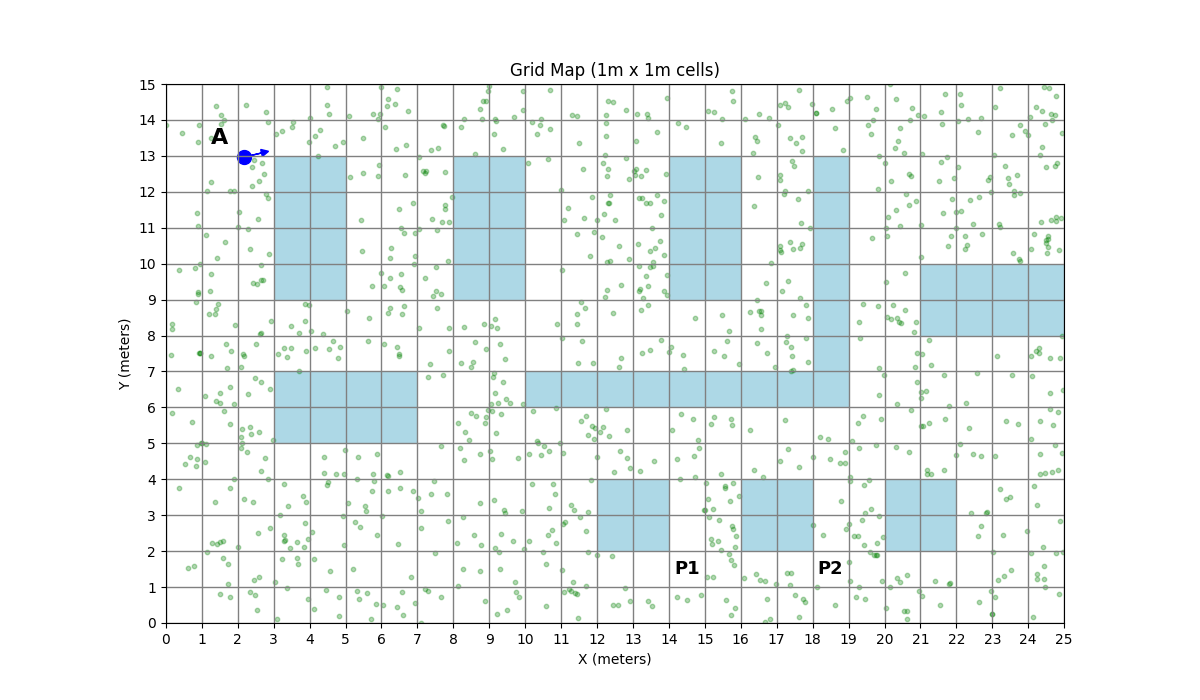 Grid Map (1m x 1m cells)
15
14
13
12
11
10
9
8
7
6
5
4
3
2
1
0
Y (meters)
A
P1 P2
0 1 2 3 4 5 6 7 8 9 10 11 12 13 14 15 16 17 18 19 20 21 22 23 24 25
X (meters)